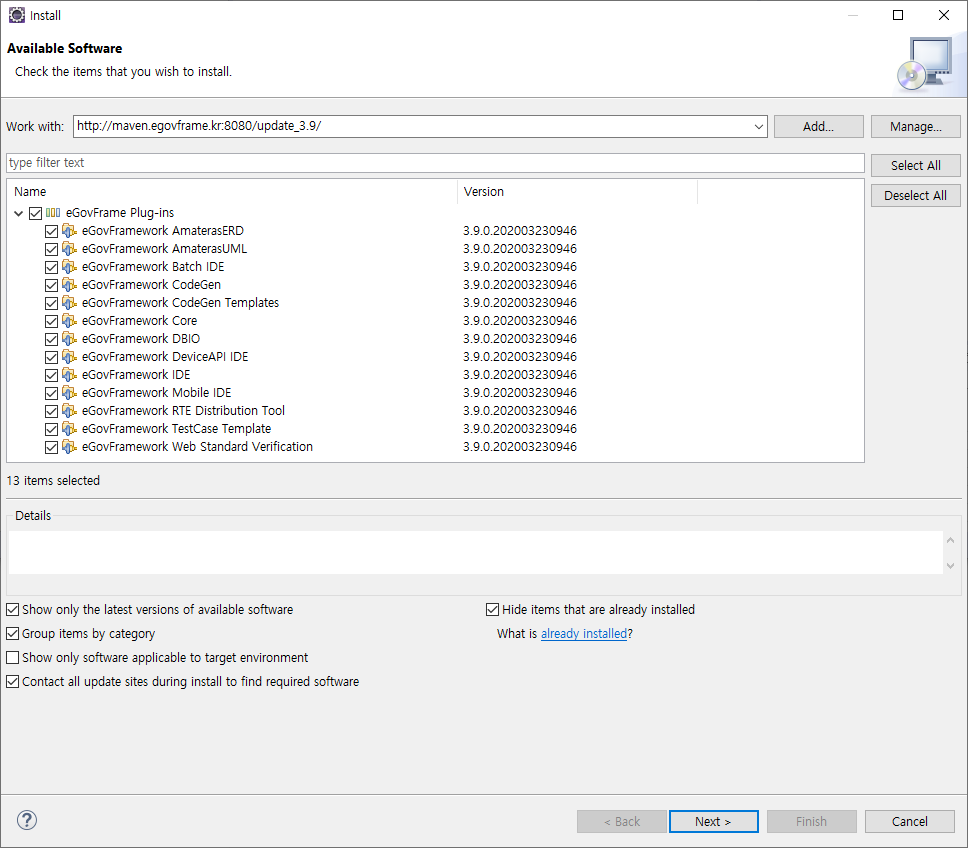 Install
Available Software
Check the items that you wish to install.
Work with: http://maven.egovframe.kr:8080/update_3.9/ Add... Manage...
type filter text Select All
Deselect All
Name Version
eGovFrame Plug-ins
eGovFramework AmaterasERD 3.9.0.202003230946
eGovFramework AmaterasUML 3.9.0.202003230946
eGovFramework Batch IDE 3.9.0.202003230946
eGovFramework CodeGen 3.9.0.202003230946
eGovFramework CodeGen Templates 3.9.0.202003230946
eGovFramework Core 3.9.0.202003230946
eGovFramework DBIO 3.9.0.202003230946
eGovFramework DeviceAPI IDE 3.9.0.202003230946
eGovFramework IDE 3.9.0.202003230946
eGovFramework Mobile IDE 3.9.0.202003230946
eGovFramework RTE Distribution Tool 3.9.0.202003230946
eGovFramework TestCase Template 3.9.0.202003230946
eGovFramework Web Standard Verification 3.9.0.202003230946
13 items selected
Details
Show only the latest versions of available software Hide items that are already installed
Group items by category What is already installed?
Show only software applicable to target environment
Contact all update sites during install to find required software
? < Back Next > Finish Cancel